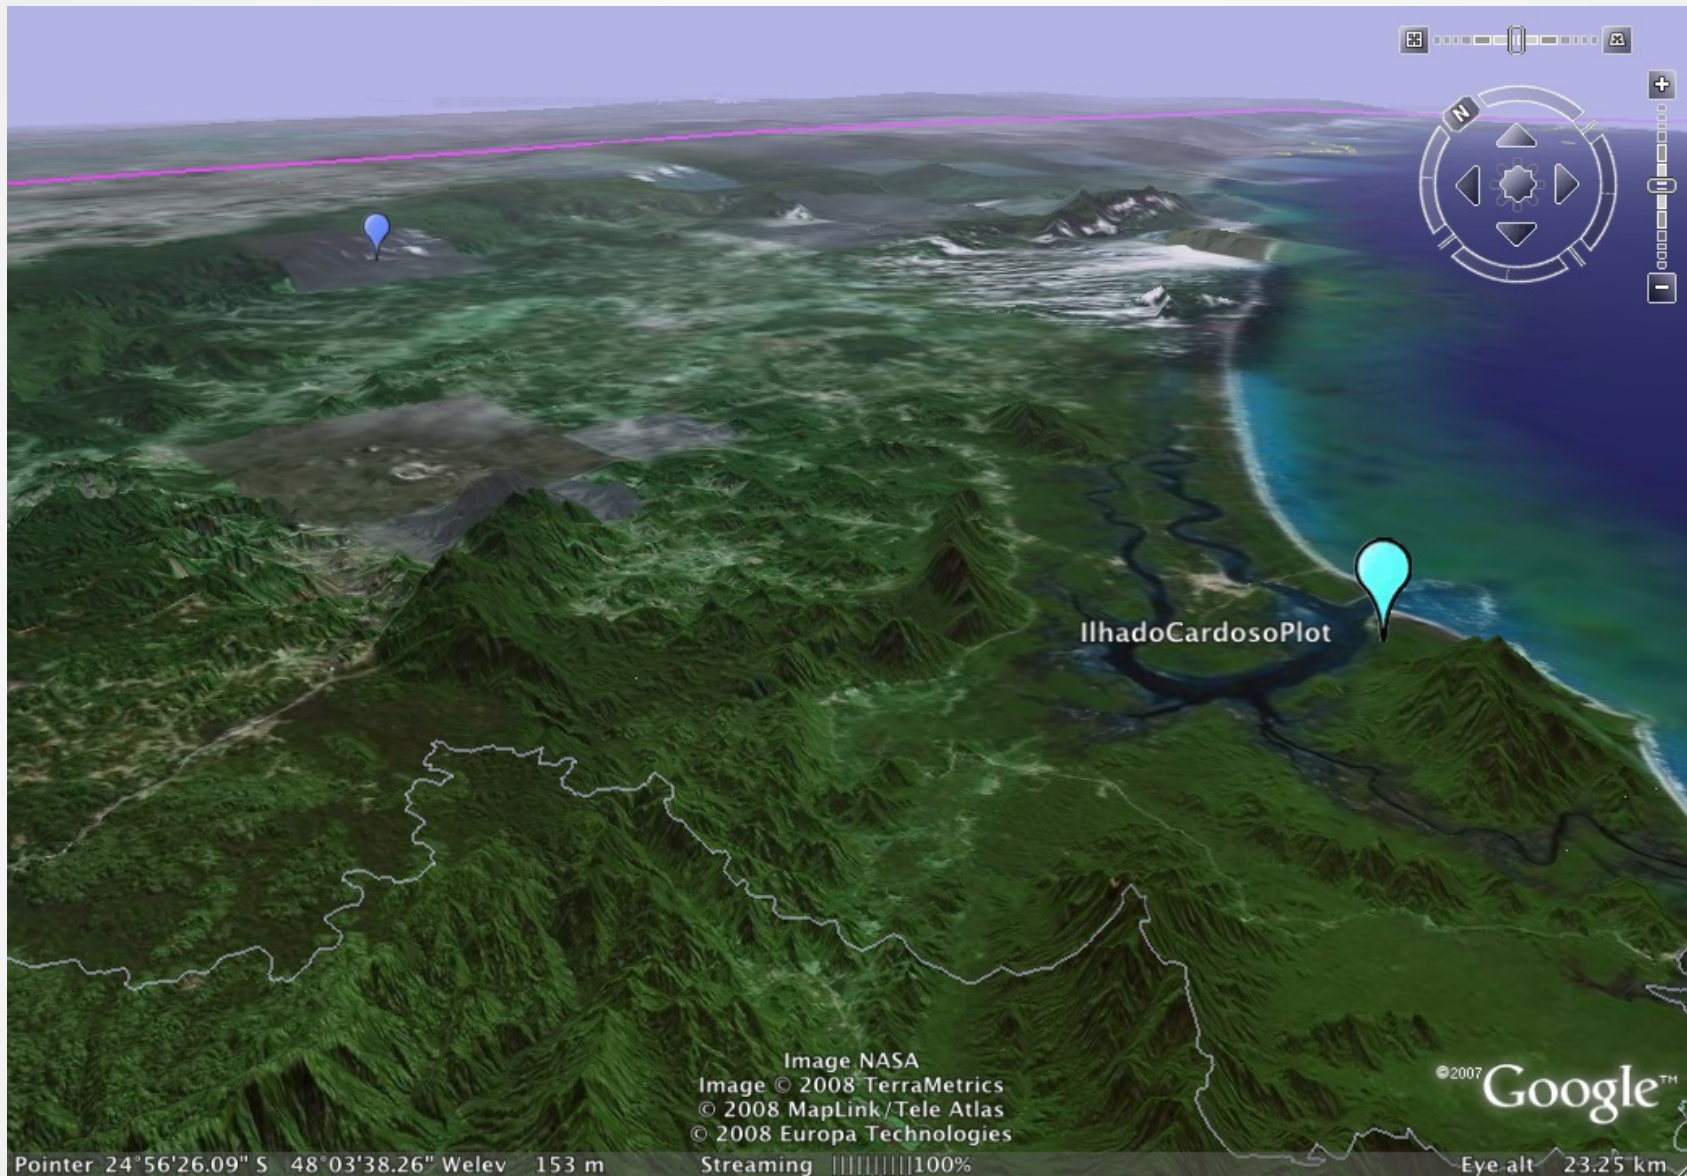 N
IlhadoCardosoPlot
Image NASA
Image © 2008 TerraMetrics
© 2008 MapLink/Tele Atlas
© 2008 Europa Technologies
©2007 Google™
Pointer 24°56'26.09" S 48°03'38.26" W elev 153 m Streaming ||||||||||100% Eye alt 23.25 km